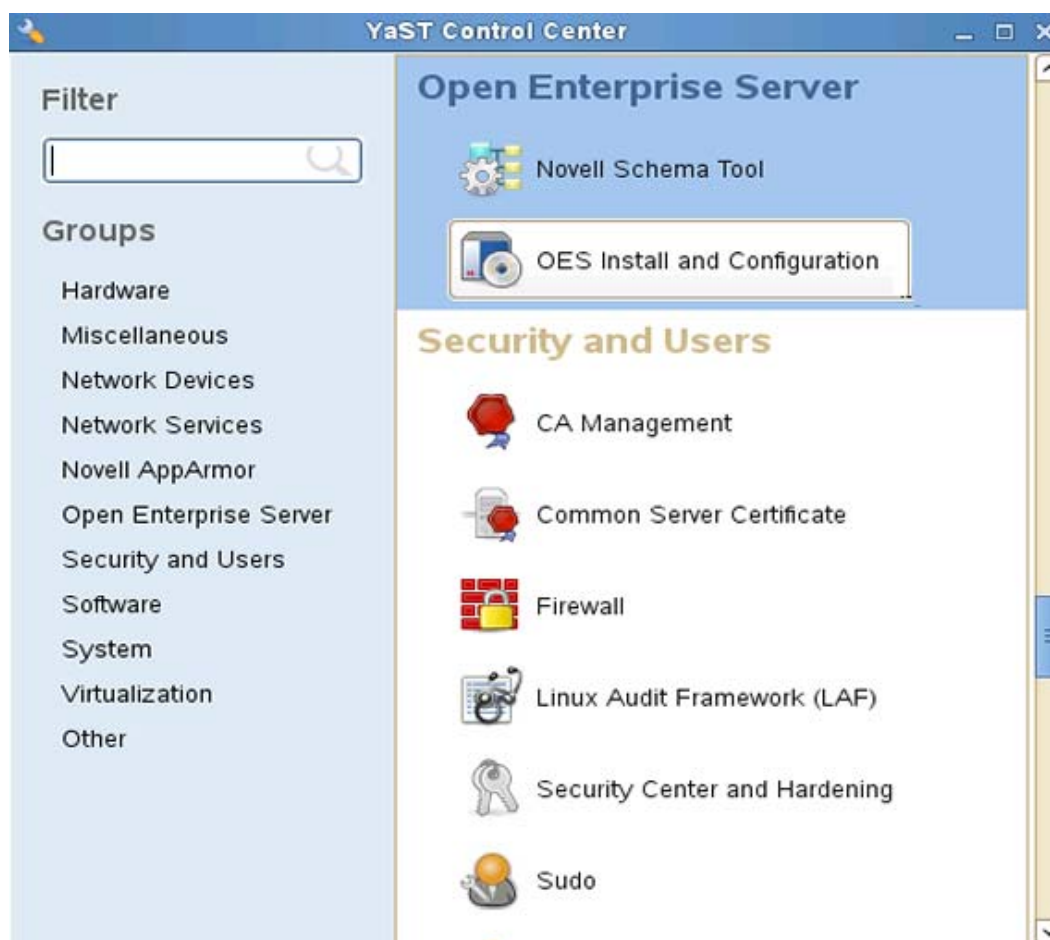 YaST Control Center
Filter
Groups
Hardware
Miscellaneous
Network Devices
Network Services
Novell AppArmor
Open Enterprise Server
Security and Users
Software
System
Virtualization
Other
Open Enterprise Server
Novell Schema Tool
OES Install and Configuration
Security and Users
CA Management
Common Server Certificate
Firewall
Linux Audit Framework (LAF)
Security Center and Hardening
Sudo